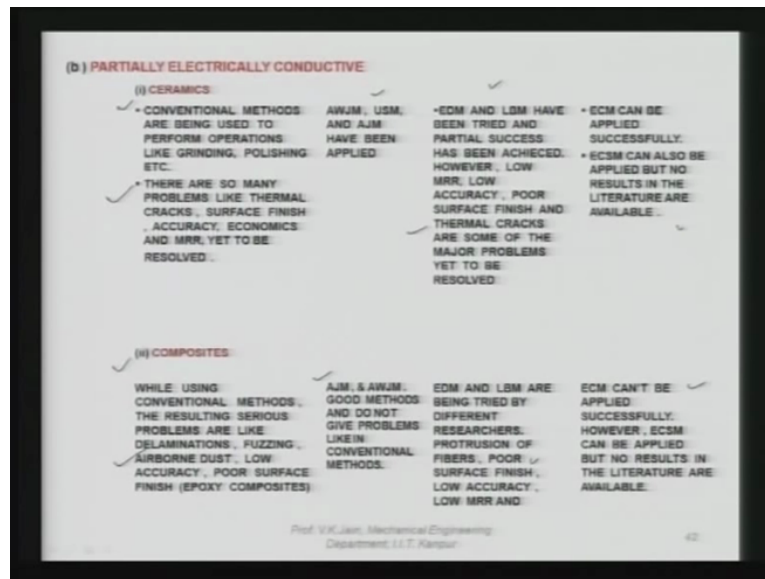 (b) PARTIALLY ELECTRICALLY CONDUCTIVE
(i) CERAMICS
• CONVENTIONAL METHODS
ARE BEING USED TO
PERFORM OPERATIONS
LIKE GRINDING, POLISHING
ETC.
• THERE ARE SO MANY
PROBLEMS LIKE THERMAL
CRACKS, SURFACE FINISH
, ACCURACY, ECONOMICS
AND MRR, YET TO BE
RESOLVED.
AWJM, USM,
AND AJM
HAVE BEEN
APPLIED
•EDM AND LBM HAVE
BEEN TRIED AND
PARTIAL SUCCESS
HAS BEEN ACHIECED.
HOWEVER, LOW
MRR, LOW
ACCURACY, POOR
SURFACE FINISH AND
THERMAL CRACKS
ARE SOME OF THE
MAJOR PROBLEMS
YET TO BE
RESOLVED
• ECM CAN BE
APPLIED
SUCCESSFULLY.
• ECSM CAN ALSO BE
APPLIED BUT NO
RESULTS IN THE
LITERATURE ARE
AVAILABLE.
(ii) COMPOSITES
WHILE USING
CONVENTIONAL METHODS,
THE RESULTING SERIOUS
PROBLEMS ARE LIKE
DELAMINATIONS, FUZZING,
AIRBORNE DUST, LOW
ACCURACY, POOR SURFACE
FINISH (EPOXY COMPOSITES)
AJM, & AWJM.
GOOD METHODS
AND DO NOT
GIVE PROBLEMS
LIKE IN
CONVENTIONAL
METHODS.
EDM AND LBM ARE
BEING TRIED BY
DIFFERENT
RESEARCHERS.
PROTRUSION OF
FIBERS, POOR
SURFACE FINISH,
LOW ACCURACY,
LOW MRR AND
ECM CAN'T BE
APPLIED
SUCCESSFULLY.
HOWEVER, ECSM
CAN BE APPLIED
BUT NO RESULTS IN
THE LITERATURE ARE
AVAILABLE.
Prof. V.K.Jain, Mechanical Engineering
Department, I.I.T. Kanpur
42